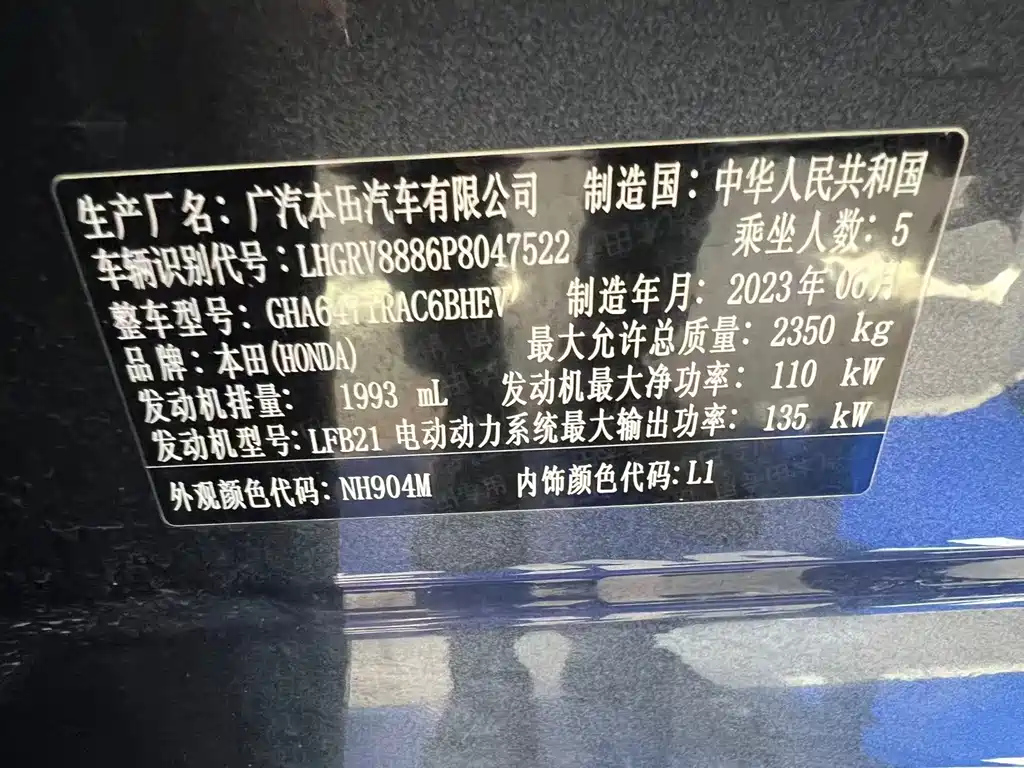 生产厂名：广汽本田汽车有限公司 制造国：中华人民共和国
车辆识别代号：LHGRV8886P8047522 乘坐人数：5
整车型号：GHA6471RAC6BHEV 制造年月：2023年06月
品牌：本田(HONDA) 最大允许总质量：2350 kg
发动机排量： 1993 mL 发动机最大净功率：110 kW
发动机型号:LFB21 电动动力系统最大输出功率：135 kW
外观颜色代码：NH904M 内饰颜色代码:L1